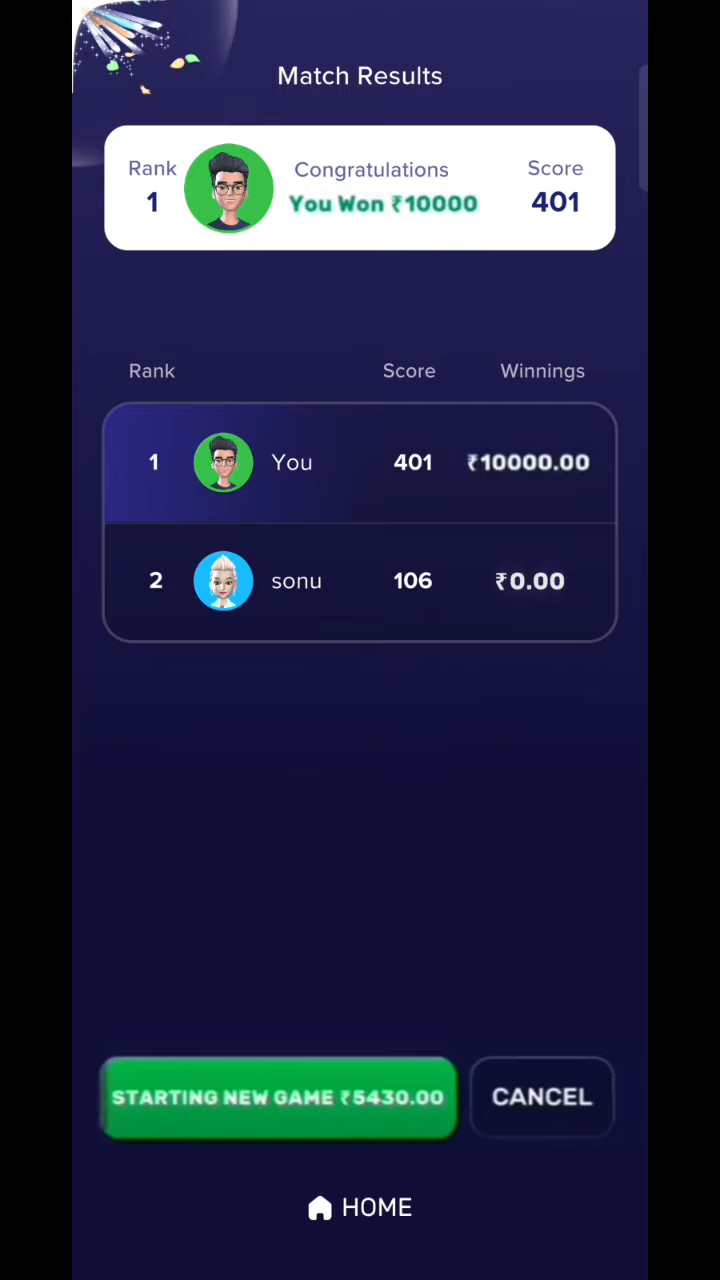 Match Results
Rank Congratulations Score
1 You Won ₹10000 401
Rank Score Winnings
1 You 401 ₹10000.00
2 sonu 106 ₹0.00
STARTING NEW GAME ₹5430.00 CANCEL
HOME